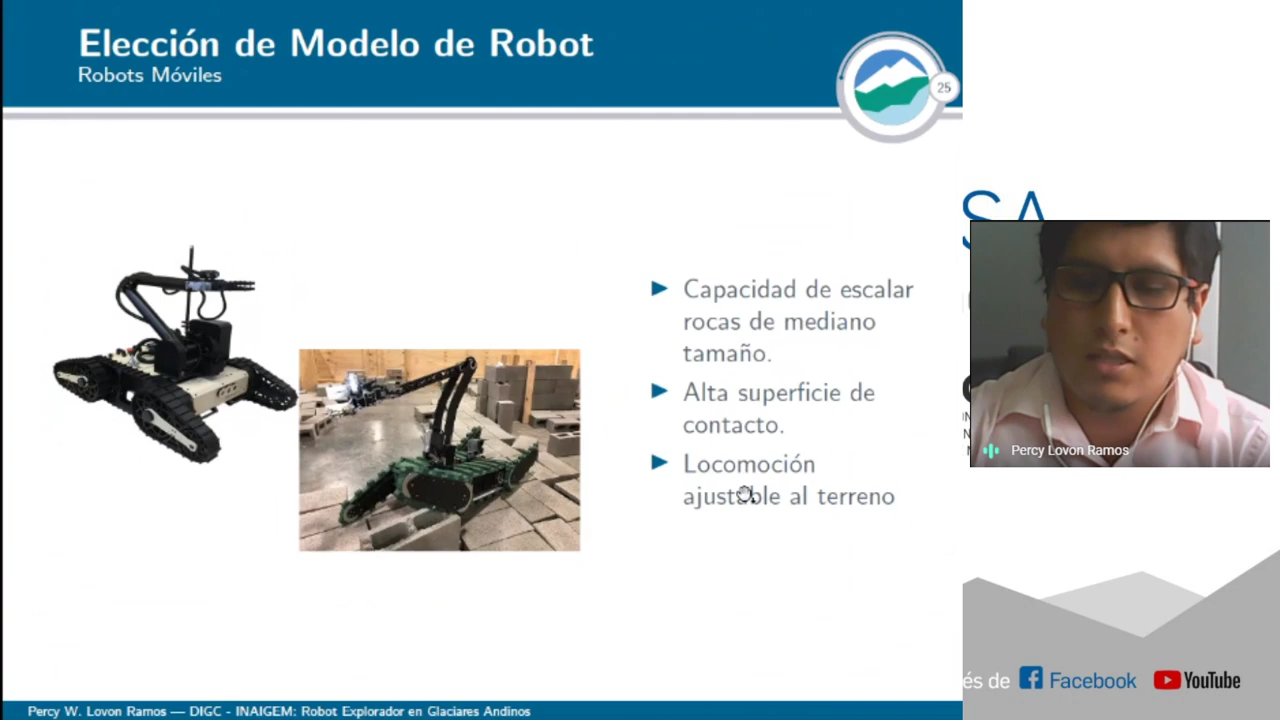 Elección de Modelo de Robot
Robots Móviles
25
Capacidad de escalar
rocas de mediano
tamaño.
Alta superficie de
contacto.
Locomoción
ajustable al terreno
SA
Percy Lovon Ramos
és de Facebook YouTube
Percy W. Lovon Ramos — DIGC - INAIGEM: Robot Explorador en Glaciares Andinos